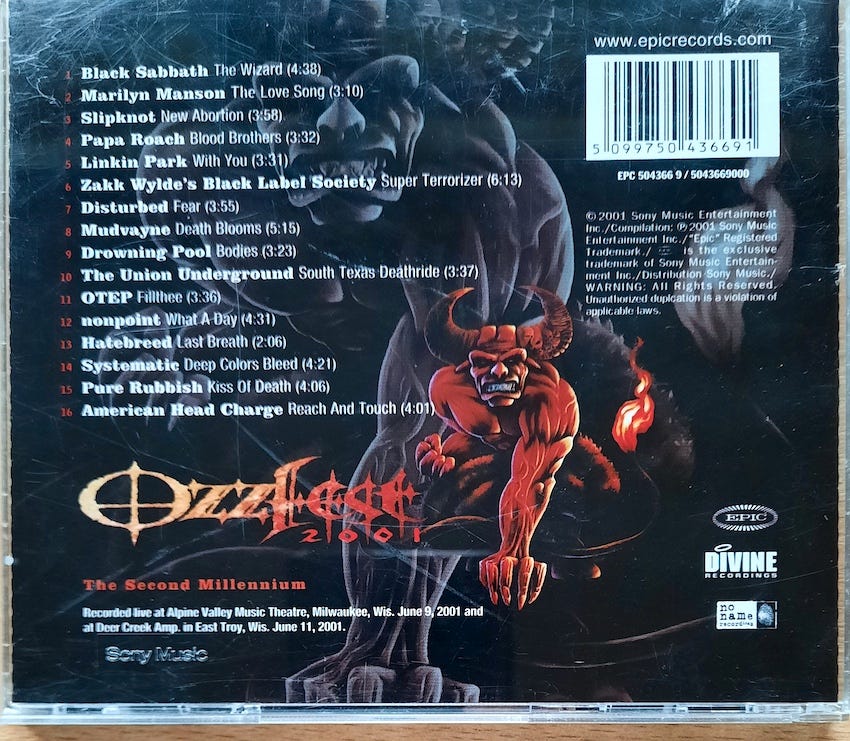 www.epicrecords.com
5 099750 436691
EPC 504366 9 / 5043669000
1 Black Sabbath The Wizard (4:38)
2 Marilyn Manson The Love Song (3:10)
3 Slipknot New Abortion (3:58)
4 Papa Roach Blood Brothers (3:32)
5 Linkin Park With You (3:31)
6 Zakk Wylde's Black Label Society Super Terrorizer (6:13)
7 Disturbed Fear (3:55)
8 Mudvayne Death Blooms (5:15)
9 Drowning Pool Bodies (3:23)
10 The Union Underground South Texas Deathride (3:37)
11 OTEP Fillthee (3:36)
12 nonpoint What A Day (4:31)
13 Hatebreed Last Breath (2:06)
14 Systematic Deep Colors Bleed (4:21)
15 Pure Rubbish Kiss Of Death (4:06)
16 American Head Charge Reach And Touch (4:01)
© 2001 Sony Music Entertainment
Inc./Compilation: ℗ 2001 Sony Music
Entertainment Inc./"Epic" Registered
Trademark./ is the exclusive
trademark of Sony Music Entertain-
ment Inc./Distribution Sony Music./
WARNING: All Rights Reserved.
Unauthorized duplication is a violation of
applicable laws.
Ozzfest
2001
The Second Millennium
Recorded live at Alpine Valley Music Theatre, Milwaukee, Wis. June 9, 2001 and
at Deer Creek Amp. in East Troy, Wis. June 11, 2001.
Sony Music
EPIC
DIVINE
RECORDINGS
no
name
recordings